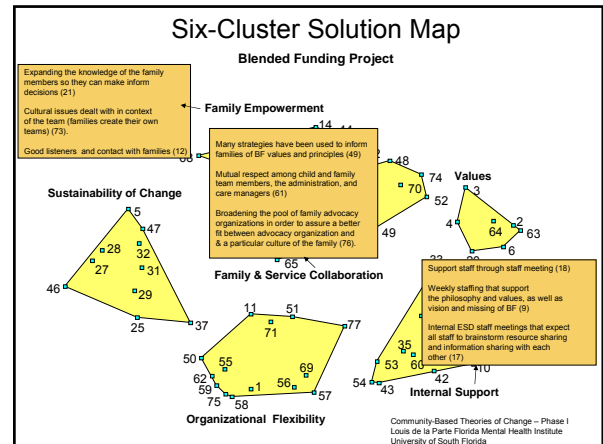 Six-Cluster Solution Map
Blended Funding Project
Expanding the knowledge of the family
members so they can make inform
decisions (21)
Cultural issues dealt with in context
of the team (families create their own
teams) (73).
Good listeners  and contact with families (12)
Family Empowerment
14
Many strategies have been used to inform
families of BF values and principles (49)
Mutual respect among child and family
team members, the administration, and
care managers (61)
Broadening the pool of family advocacy
organizations in order to assure a better
fit between advocacy organization and
& a particular culture of the family (76).
48
74
70
52
49
65
Family & Service Collaboration
Values
3
4
64
2
63
6
Sustainability of Change
5
47
28
32
27
31
46
29
25
37
Support staff through staff meeting (18)
Weekly staffing that support
the philosophy and values, as well as
vision and missing of BF (9)
Internal ESD staff meetings that expect
all staff to brainstorm resource sharing
and information sharing with each
other (17)
11
51
71
77
50
55
69
62
59
1
56
75
58
57
Organizational Flexibility
35
53
60
54
43
42
10
Internal Support
Community-Based Theories of Change – Phase I
Louis de la Parte Florida Mental Health Institute
University of South Florida